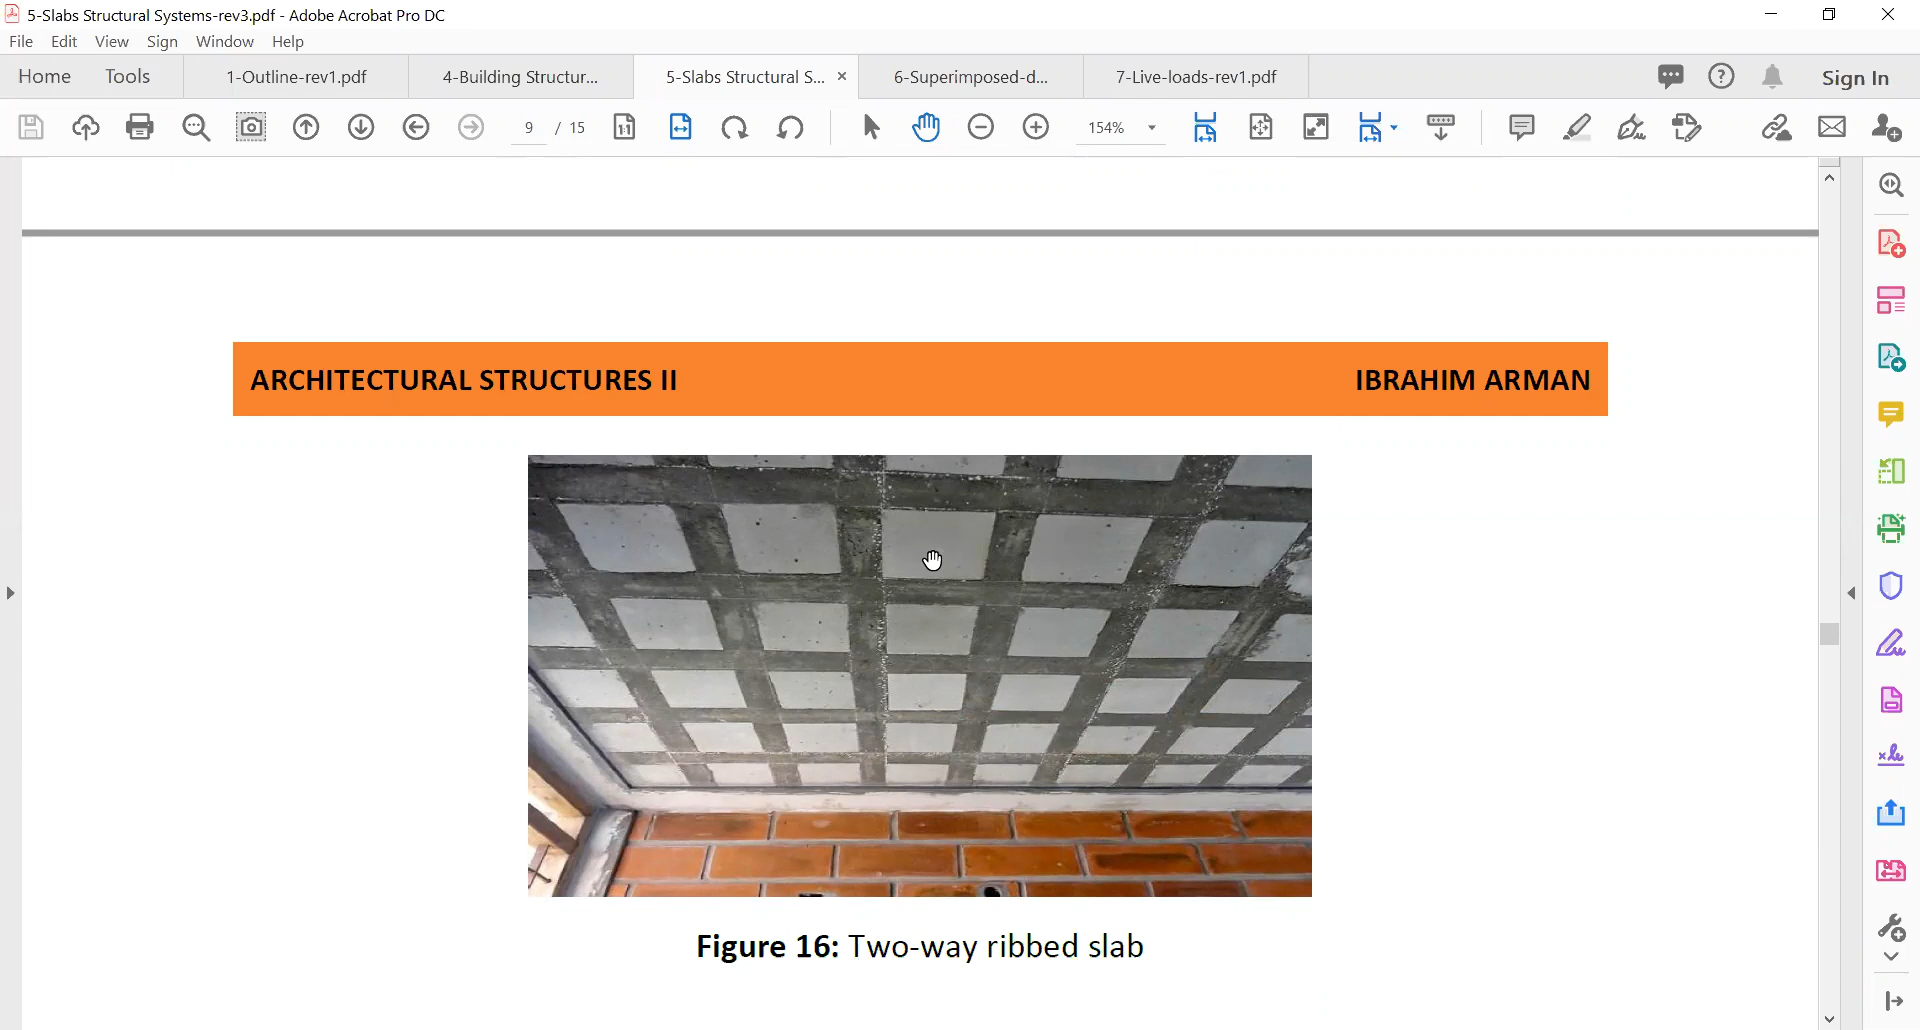 5-Slabs Structural Systems-rev3.pdf - Adobe Acrobat Pro DC
File Edit View Sign Window Help
Home Tools 1-Outline-rev1.pdf 4-Building Structur... 5-Slabs Structural S... × 6-Superimposed-d... 7-Live-loads-rev1.pdf Sign In
9 / 15 154%
ARCHITECTURAL STRUCTURES II IBRAHIM ARMAN
Figure 16: Two-way ribbed slab